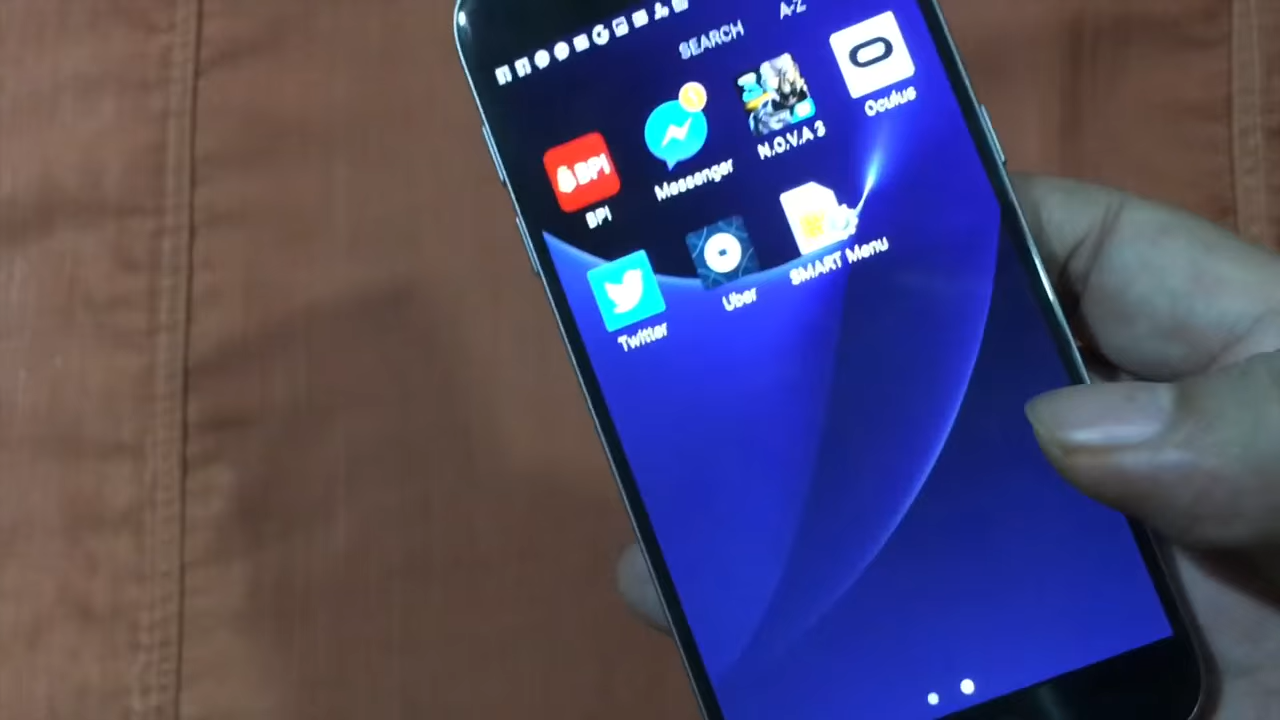 SEARCH
A-Z
BPI
BPI
Messenger
N.O.V.A 3
Oculus
Twitter
Uber
SMART Menu